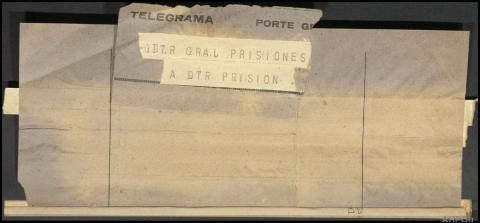 TELEGRAMA PORTE
DTR GRAL PRISIONES
A DTR PRISION.